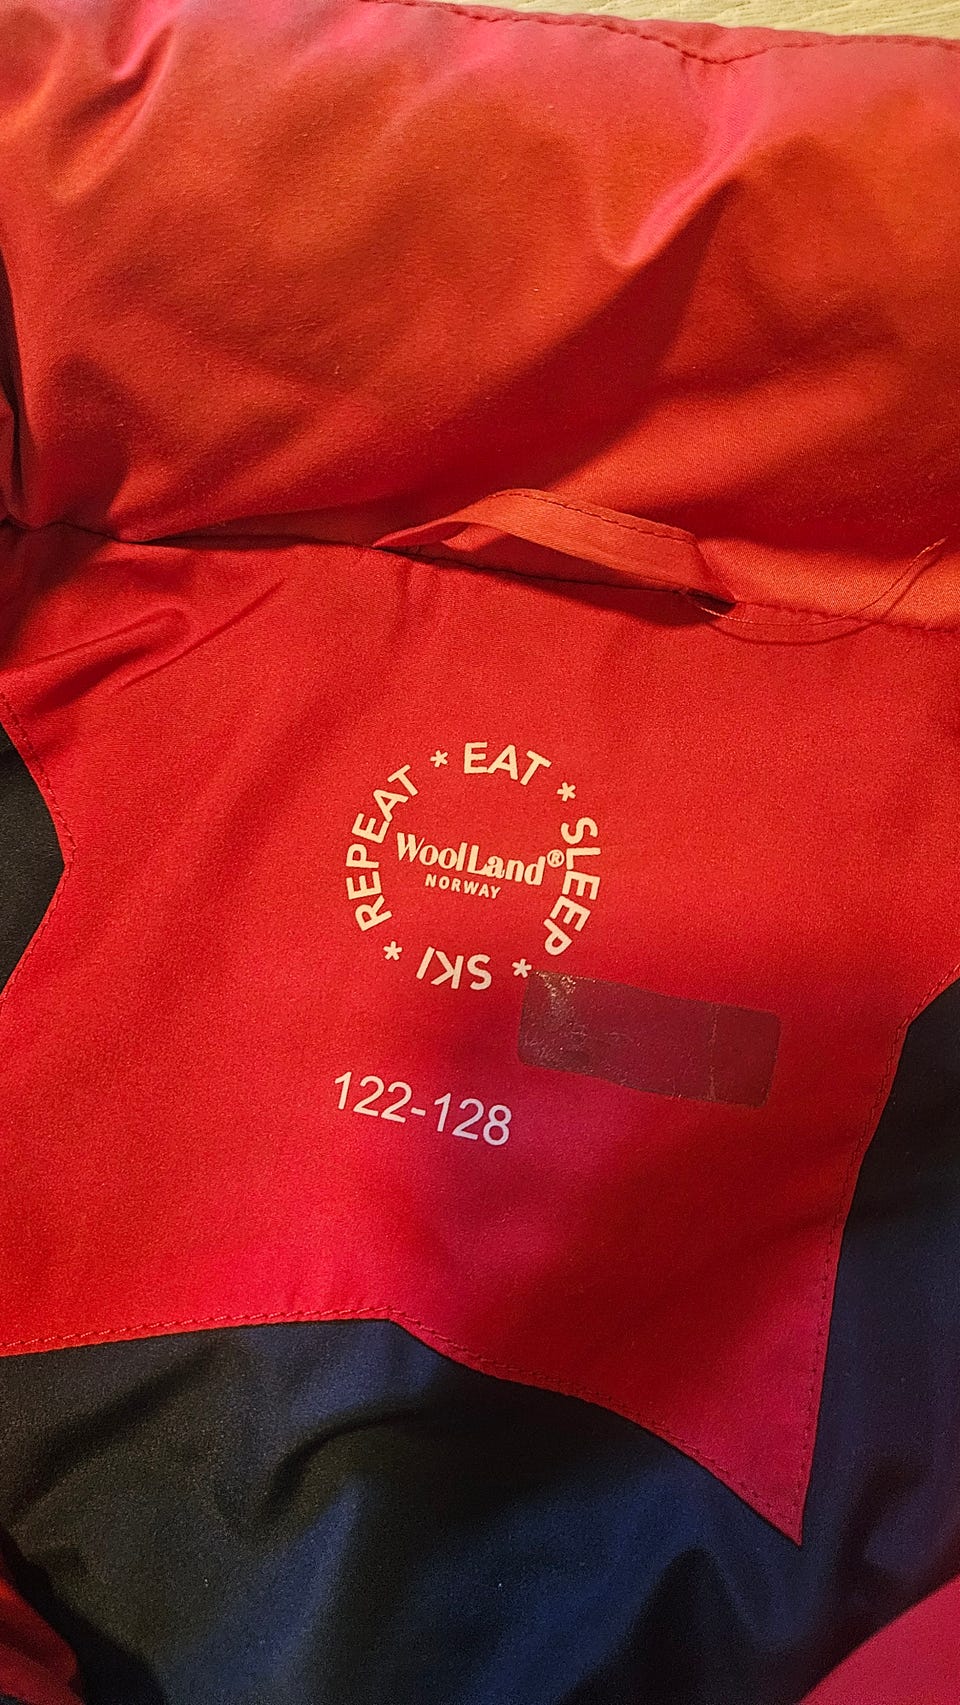 * EAT * SLEEP * SKI * REPEAT
WoolLand®
NORWAY
122-128